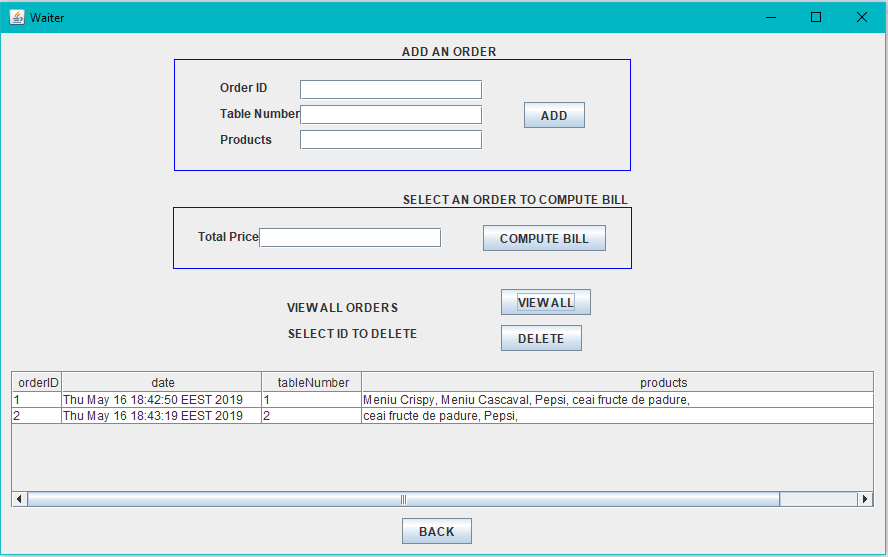 Waiter
ADD AN ORDER
Order ID
Table Number
ADD
Products
SELECT AN ORDER TO COMPUTE BILL
Total Price
COMPUTE BILL
VIEW ALL ORDERS
VIEW ALL
SELECT ID TO DELETE
DELETE
orderID date tableNumber products
1 Thu May 16 18:42:50 EEST 2019 1 Meniu Crispy, Meniu Cascaval, Pepsi, ceai fructe de padure,
2 Thu May 16 18:43:19 EEST 2019 2 ceai fructe de padure, Pepsi,
BACK